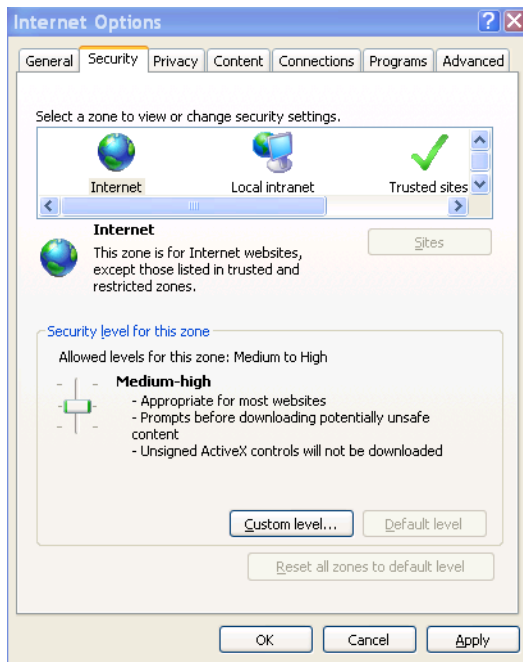 Internet Options
General Security Privacy Content Connections Programs Advanced
Select a zone to view or change security settings.
Internet Local intranet Trusted sites
Internet
Sites
This zone is for Internet websites,
except those listed in trusted and
restricted zones.
Security level for this zone
Allowed levels for this zone: Medium to High
Medium-high
- Appropriate for most websites
- Prompts before downloading potentially unsafe
content
- Unsigned ActiveX controls will not be downloaded
Custom level... Default level
Reset all zones to default level
OK Cancel Apply